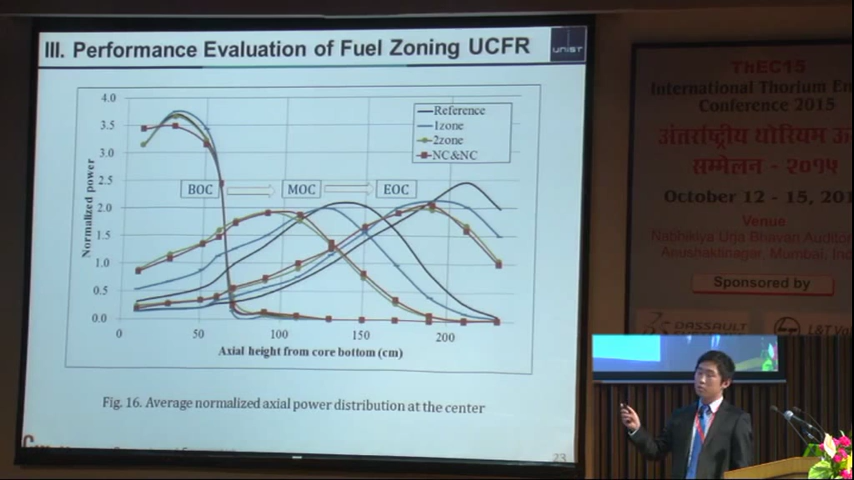 III. Performance Evaluation of Fuel Zoning UCFR
UNIST
4.0
3.5
3.0
2.5
2.0
1.5
1.0
0.5
0.0
Normalized power
Reference
1zone
2zone
NC&NC
BOC
MOC
EOC
0
50
100
150
200
Axial height from core bottom (cm)
Fig. 16. Average normalized axial power distribution at the center
23
ThEC15
International Thorium En
Conference 2015
अंतर्राष्ट्रीय थोरियम ऊ
सम्मेलन - २०१५
October 12 - 15, 201
Venue
Nabhikiya Urja Bhavan Auditor
Anushaktinagar, Mumbai, Ind
Sponsored by
DASSAULT
L&T Val